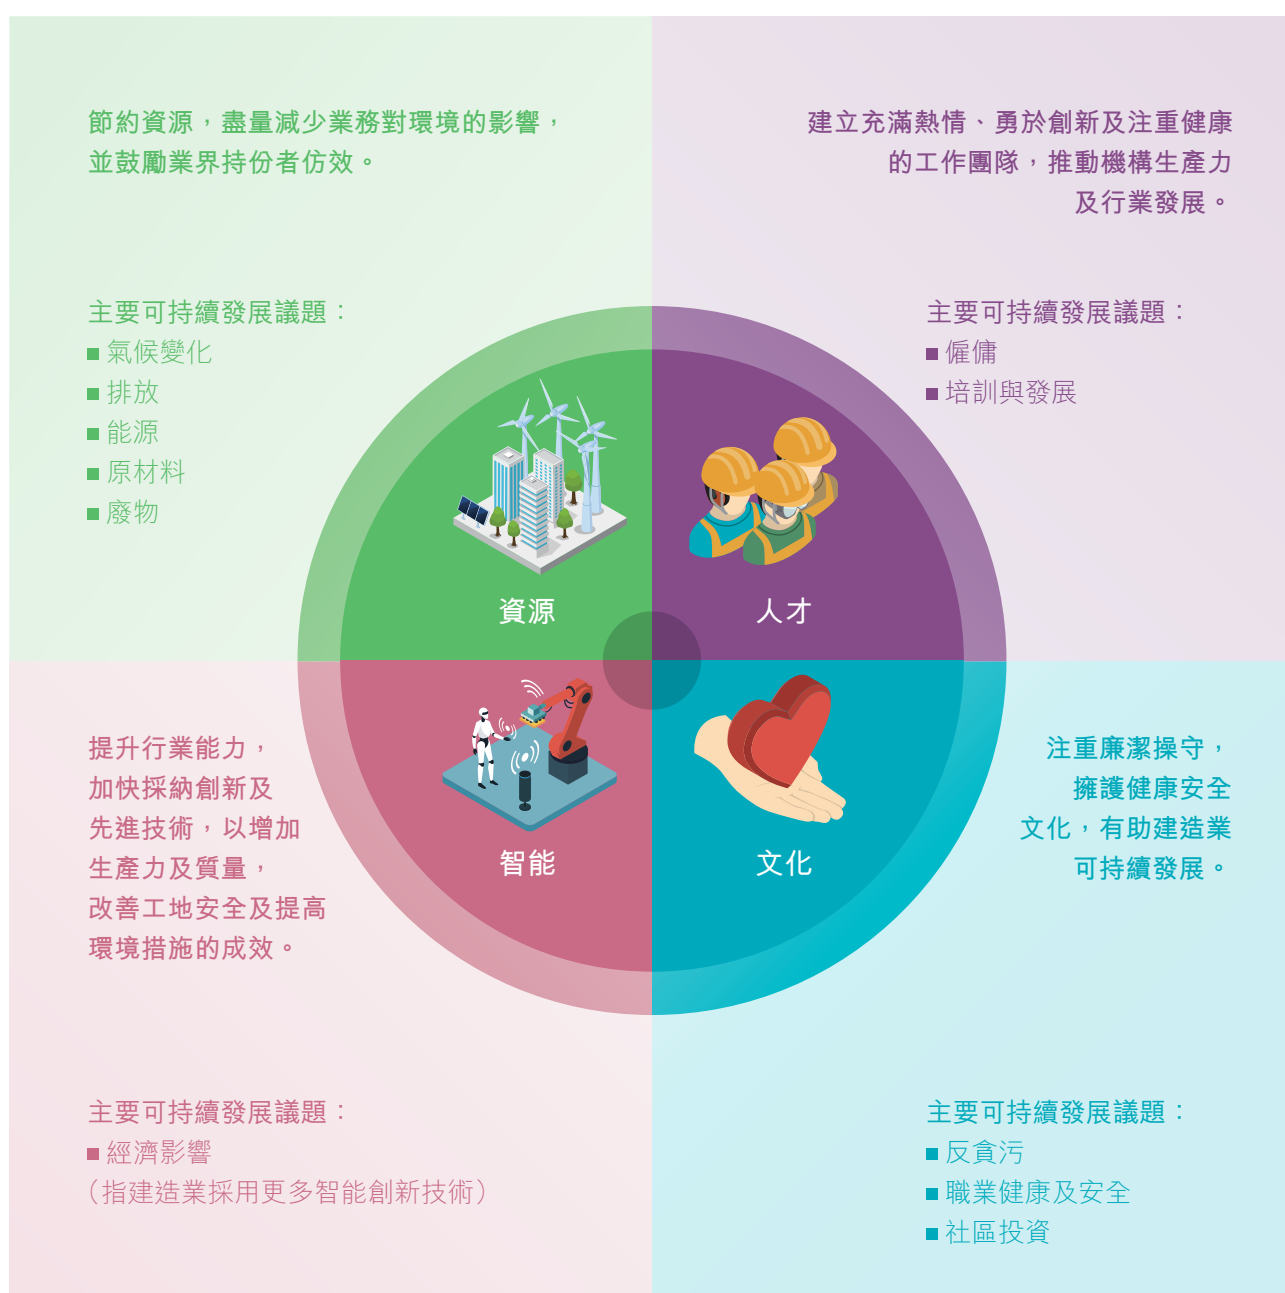 節約資源，盡量減少業務對環境的影響，
並鼓勵業界持份者仿效。
主要可持續發展議題：
■ 氣候變化
■ 排放
■ 能源
■ 原材料
■ 廢物
資源
建立充滿熱情、勇於創新及注重健康
的工作團隊，推動機構生產力
及行業發展。
主要可持續發展議題：
■ 僱傭
■ 培訓與發展
人才
提升行業能力，
加快採納創新及
先進技術，以增加
生產力及質量，
改善工地安全及提高
環境措施的成效。
智能
主要可持續發展議題：
■ 經濟影響
（指建造業採用更多智能創新技術）
注重廉潔操守，
擁護健康安全
文化，有助建造業
可持續發展。
文化
主要可持續發展議題：
■ 反貪污
■ 職業健康及安全
■ 社區投資